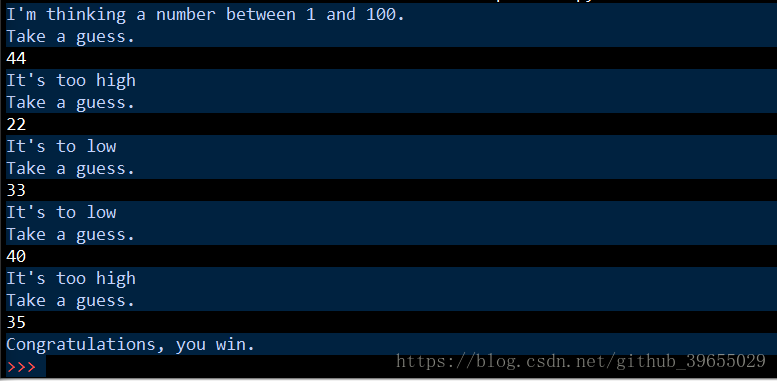 I'm thinking a number between 1 and 100.
Take a guess.
44
It's too high
Take a guess.
22
It's to low
Take a guess.
33
It's to low
Take a guess.
40
It's too high
Take a guess.
35
Congratulations, you win.
>>>
https://blog.csdn.net/github_39655029